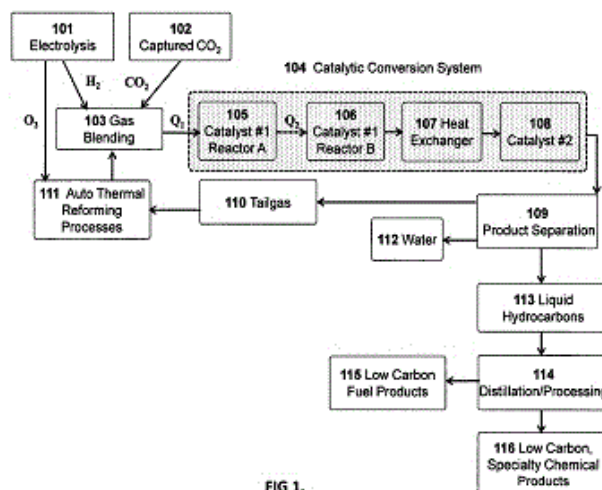 101
Electrolysis
102
Captured CO₂
104 Catalytic Conversion System
H₂
CO₂
O₂
103 Gas
Blending
Q₁
105
Catalyst #1
Reactor A
Q₂
106
Catalyst #1
Reactor B
107 Heat
Exchanger
108
Catalyst #2
111 Auto Thermal
Reforming
Processes
110 Tailgas
109
Product Separation
112 Water
113 Liquid
Hydrocarbons
115 Low Carbon
Fuel Products
114
Distillation/Processing
116 Low Carbon,
Specialty Chemical
Products
FIG 1.